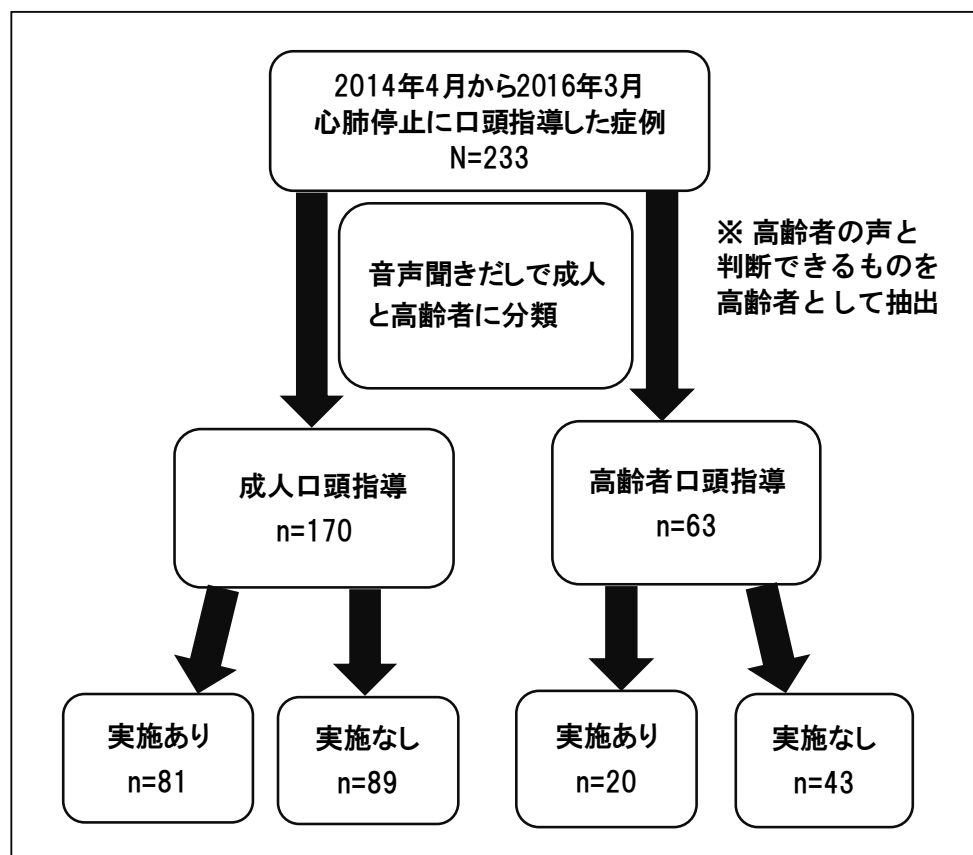 2014年4月から2016年3月
心肺停止に口頭指導した症例
N=233
音声聞きだしで成人
と高齢者に分類
※ 高齢者の声と
判断できるものを
高齢者として抽出
成人口頭指導
n=170
高齢者口頭指導
n=63
実施あり
n=81
実施なし
n=89
実施あり
n=20
実施なし
n=43